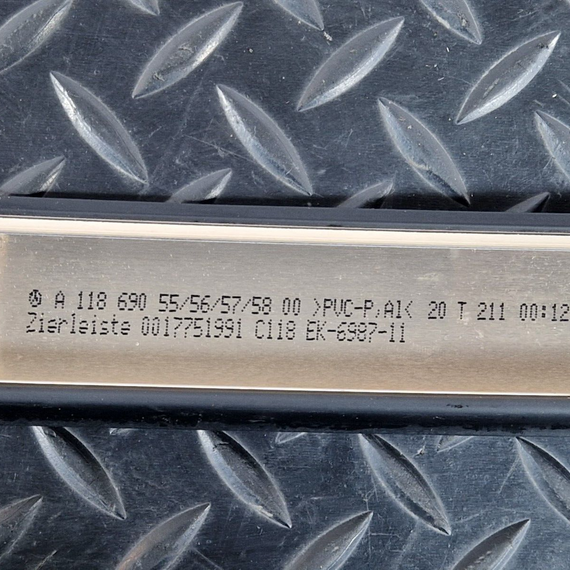 A 118 690 55/56/57/58 00 >PVC-P,Al< 20 T 211 00:12
Zierleiste 0017751991 C118 EK-6987-11